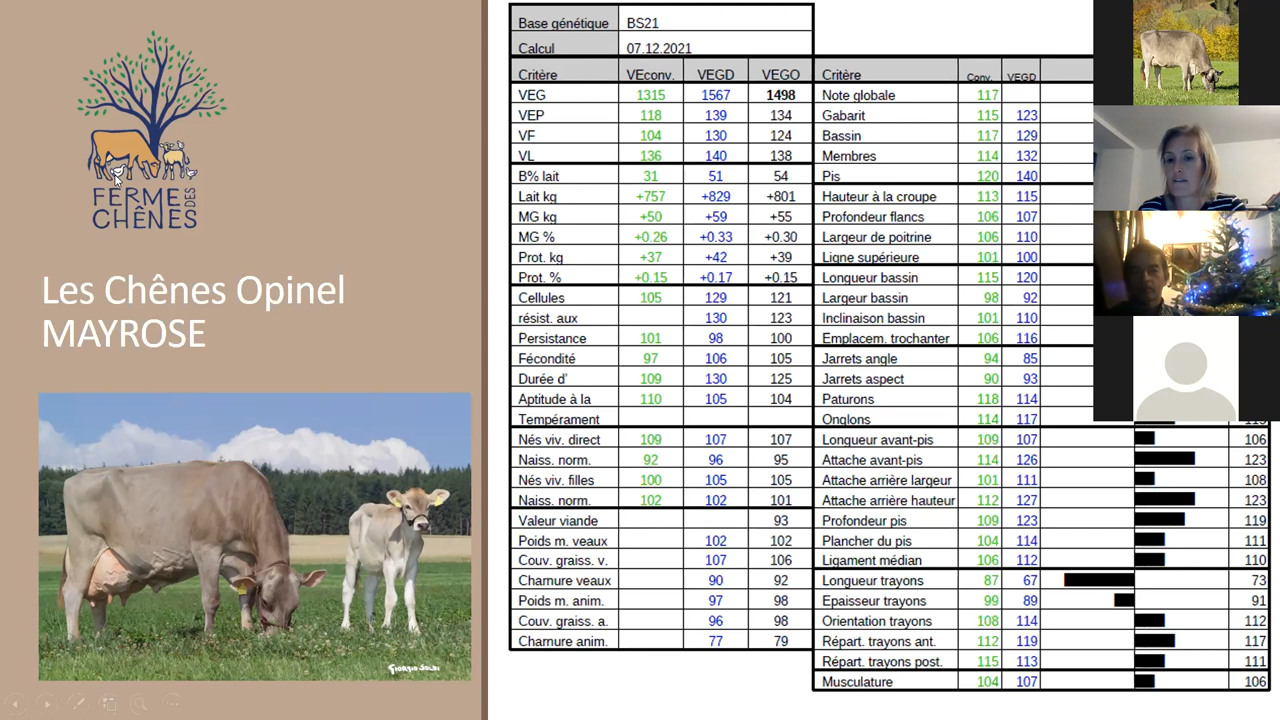 FERME
DES
CHÊNES
Les Chênes Opinel
MAYROSE
GIORGIO SOLDI
Base génétique BS21
Calcul 07.12.2021
Critère VEconv. VEGD VEGO
VEG 1315 1567 1498
VEP 118 139 134
VF 104 130 124
VL 136 140 138
B% lait 31 51 54
Lait kg +757 +829 +801
MG kg +50 +59 +55
MG % +0.26 +0.33 +0.30
Prot. kg +37 +42 +39
Prot. % +0.15 +0.17 +0.15
Cellules 105 129 121
résist. aux 130 123
Persistance 101 98 100
Fécondité 97 106 105
Durée d' 109 130 125
Aptitude à la 110 105 104
Tempérament
Nés viv. direct 109 107 107
Naiss. norm. 92 96 95
Nés viv. filles 100 105 105
Naiss. norm. 102 102 101
Valeur viande 93
Poids m. veaux 102 102
Couv. graiss. v. 107 106
Charnure veaux 90 92
Poids m. anim. 97 98
Couv. graiss. a. 96 98
Charnure anim. 77 79
Critère Conv. VEGD
Note globale 117
Gabarit 115 123
Bassin 117 129
Membres 114 132
Pis 120 140
Hauteur à la croupe 113 115
Profondeur flancs 106 107
Largeur de poitrine 106 110
Ligne supérieure 101 100
Longueur bassin 115 120
Largeur bassin 98 92
Inclinaison bassin 101 110
Emplacem. trochanter 106 116
Jarrets angle 94 85
Jarrets aspect 90 93
Paturons 118 114
Onglons 114 117
Longueur avant-pis 109 107 106
Attache avant-pis 114 126 123
Attache arrière largeur 101 111 108
Attache arrière hauteur 112 127 123
Profondeur pis 109 123 119
Plancher du pis 104 114 111
Ligament médian 106 112 110
Longueur trayons 87 67 73
Epaisseur trayons 99 89 91
Orientation trayons 108 114 112
Répart. trayons ant. 112 119 117
Répart. trayons post. 115 113 111
Musculature 104 107 106